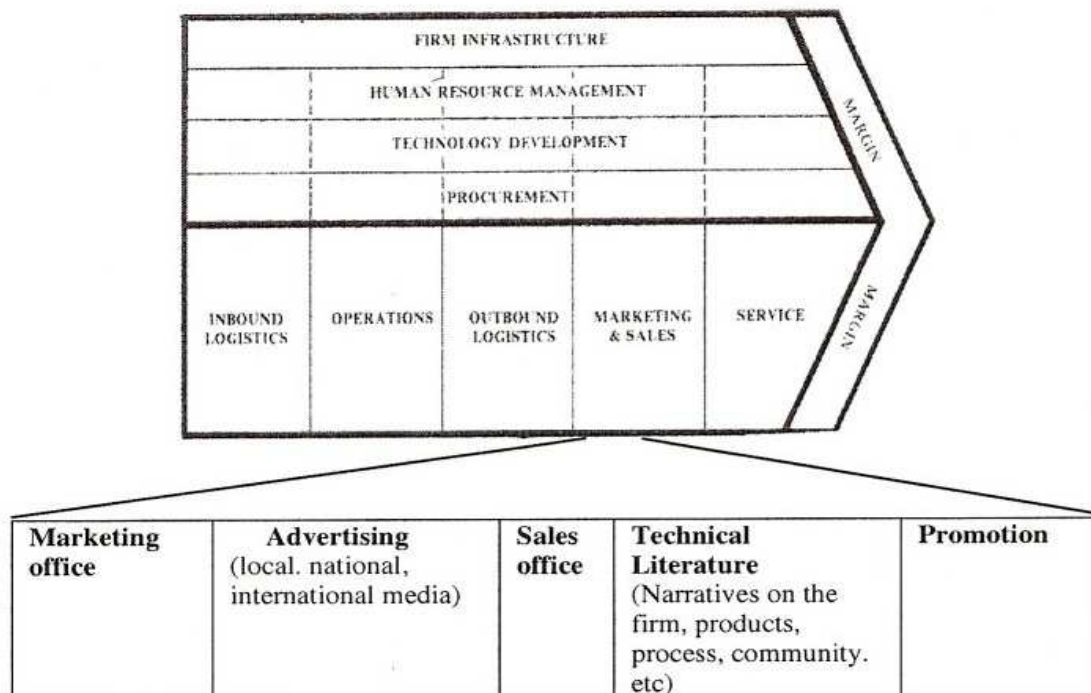 FIRM INFRASTRUCTURE
HUMAN RESOURCE MANAGEMENT
TECHNOLOGY DEVELOPMENT
PROCUREMENT
MARGIN
INBOUND
LOGISTICS
OPERATIONS
OUTBOUND
LOGISTICS
MARKETING
& SALES
SERVICE
MARGIN
Marketing
office
Advertising
(local. national,
international media)
Sales
office
Technical
Literature
(Narratives on the
firm, products,
process, community.
etc)
Promotion